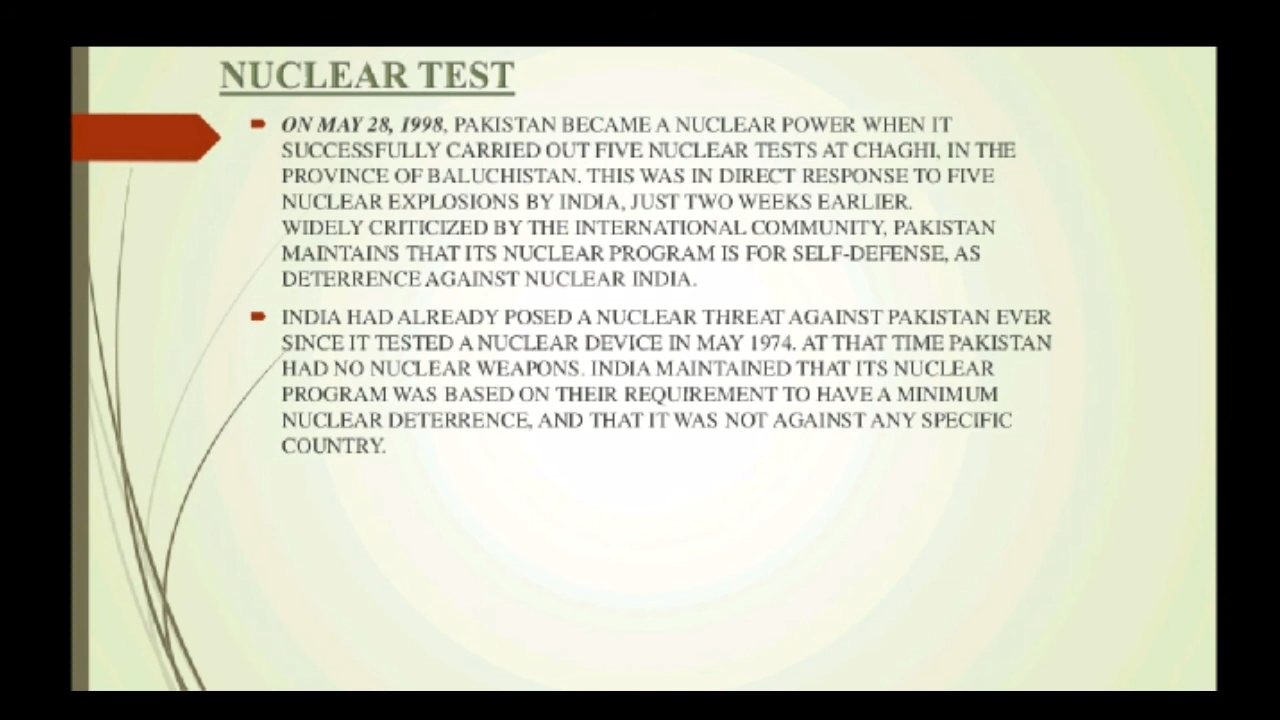 NUCLEAR TEST
ON MAY 28, 1998, PAKISTAN BECAME A NUCLEAR POWER WHEN IT
SUCCESSFULLY CARRIED OUT FIVE NUCLEAR TESTS AT CHAGHI, IN THE
PROVINCE OF BALUCHISTAN. THIS WAS IN DIRECT RESPONSE TO FIVE
NUCLEAR EXPLOSIONS BY INDIA, JUST TWO WEEKS EARLIER.
WIDELY CRITICIZED BY THE INTERNATIONAL COMMUNITY, PAKISTAN
MAINTAINS THAT ITS NUCLEAR PROGRAM IS FOR SELF-DEFENSE, AS
DETERRENCE AGAINST NUCLEAR INDIA.
INDIA HAD ALREADY POSED A NUCLEAR THREAT AGAINST PAKISTAN EVER
SINCE IT TESTED A NUCLEAR DEVICE IN MAY 1974. AT THAT TIME PAKISTAN
HAD NO NUCLEAR WEAPONS. INDIA MAINTAINED THAT ITS NUCLEAR
PROGRAM WAS BASED ON THEIR REQUIREMENT TO HAVE A MINIMUM
NUCLEAR DETERRENCE, AND THAT IT WAS NOT AGAINST ANY SPECIFIC
COUNTRY.